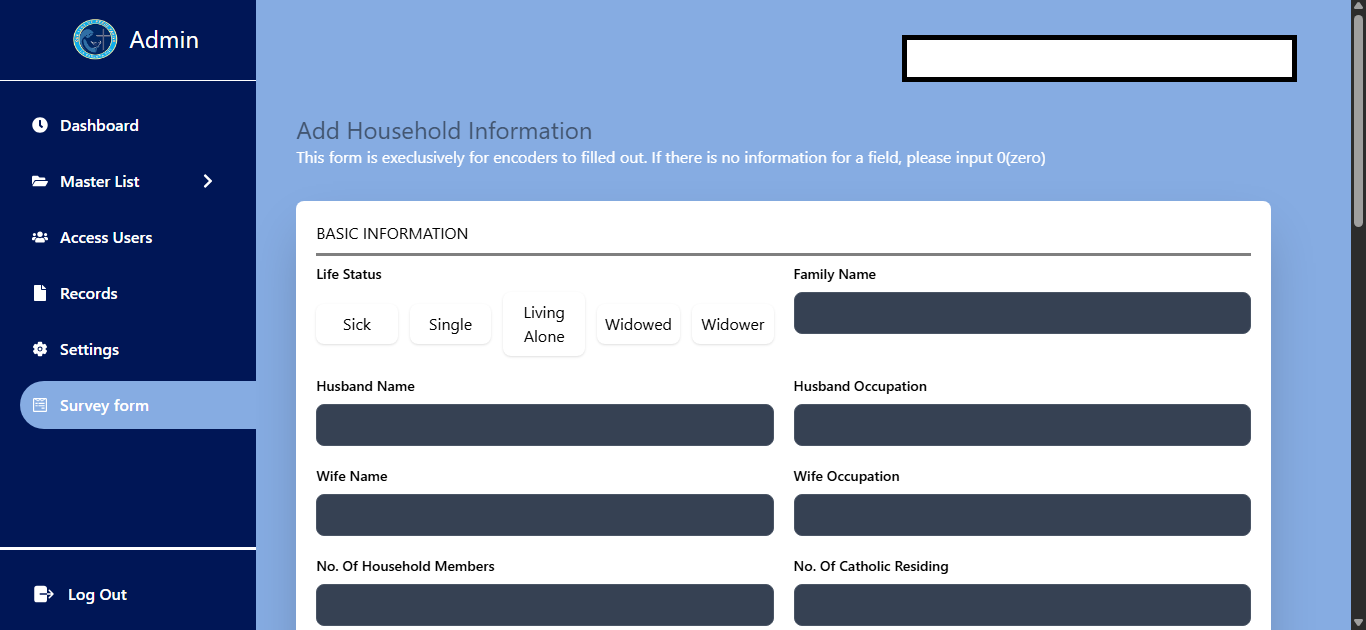 Admin
Dashboard
Master List
Access Users
Records
Settings
Survey form
Log Out
Add Household Information
This form is execlusively for encoders to filled out. If there is no information for a field, please input 0(zero)
BASIC INFORMATION
Life Status
Sick
Single
Living
Alone
Widowed
Widower
Family Name
Husband Name
Husband Occupation
Wife Name
Wife Occupation
No. Of Household Members
No. Of Catholic Residing